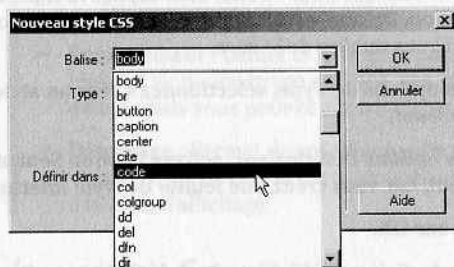 Nouveau style CSS
Balise : body
OK
body
Type :
br
Annuler
button
caption
center
cite
Définir dans :
code
col
Aide
colgroup
dd
del
dfn
dir